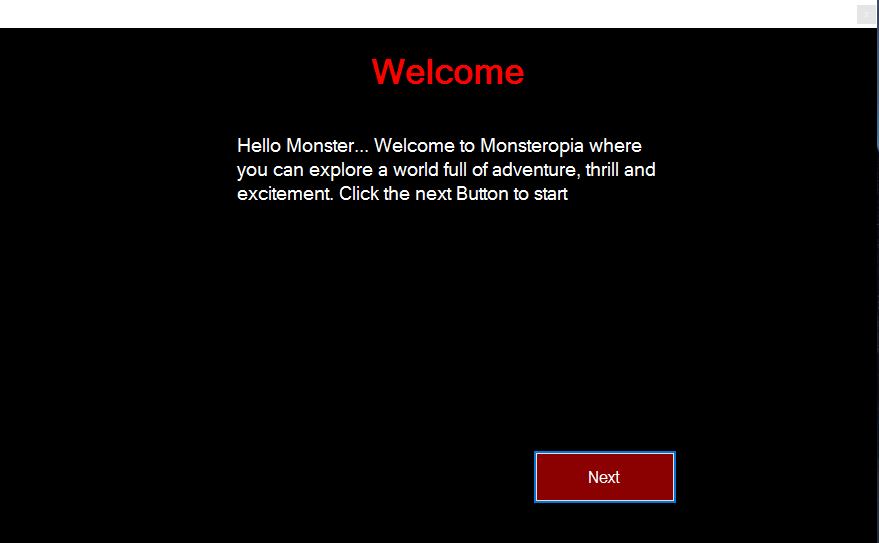 Welcome
Hello Monster... Welcome to Monsteropia where
you can explore a world full of adventure, thrill and
excitement. Click the next Button to start
Next